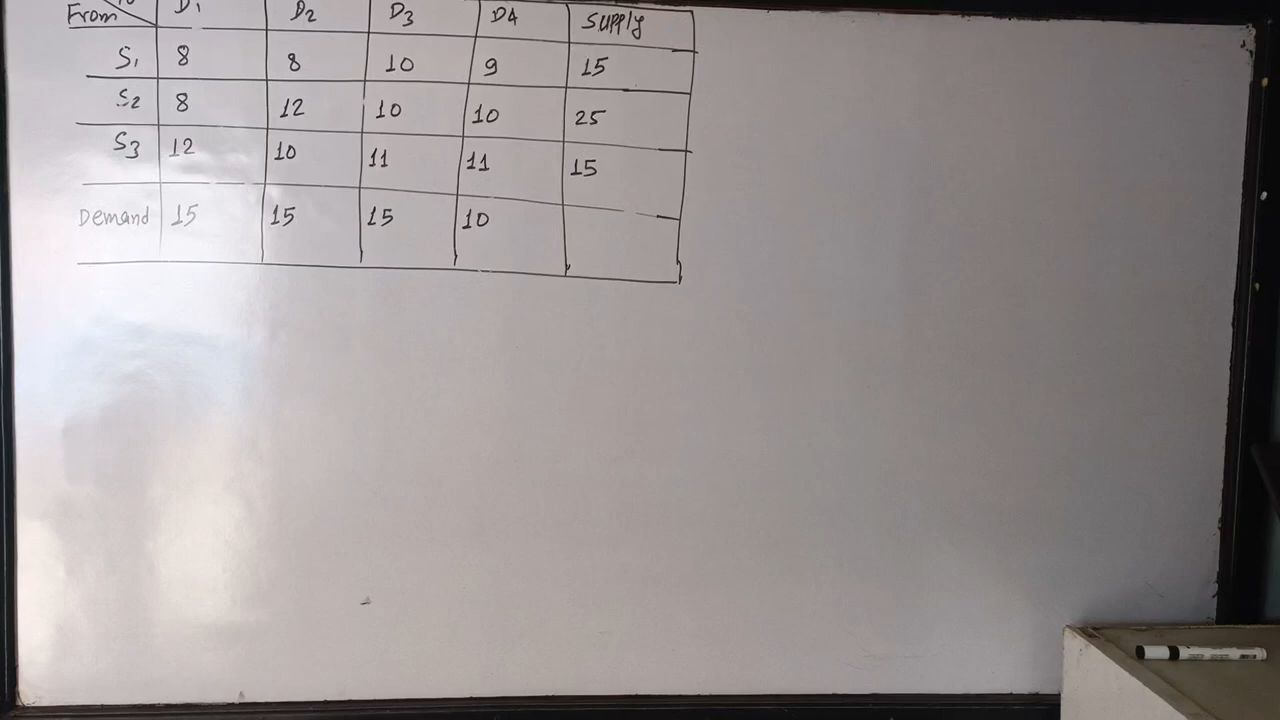 To
From D1 D2 D3 D4 Supply
S1 8 8 10 9 15
S2 8 12 10 10 25
S3 12 10 11 11 15
Demand 15 15 15 10